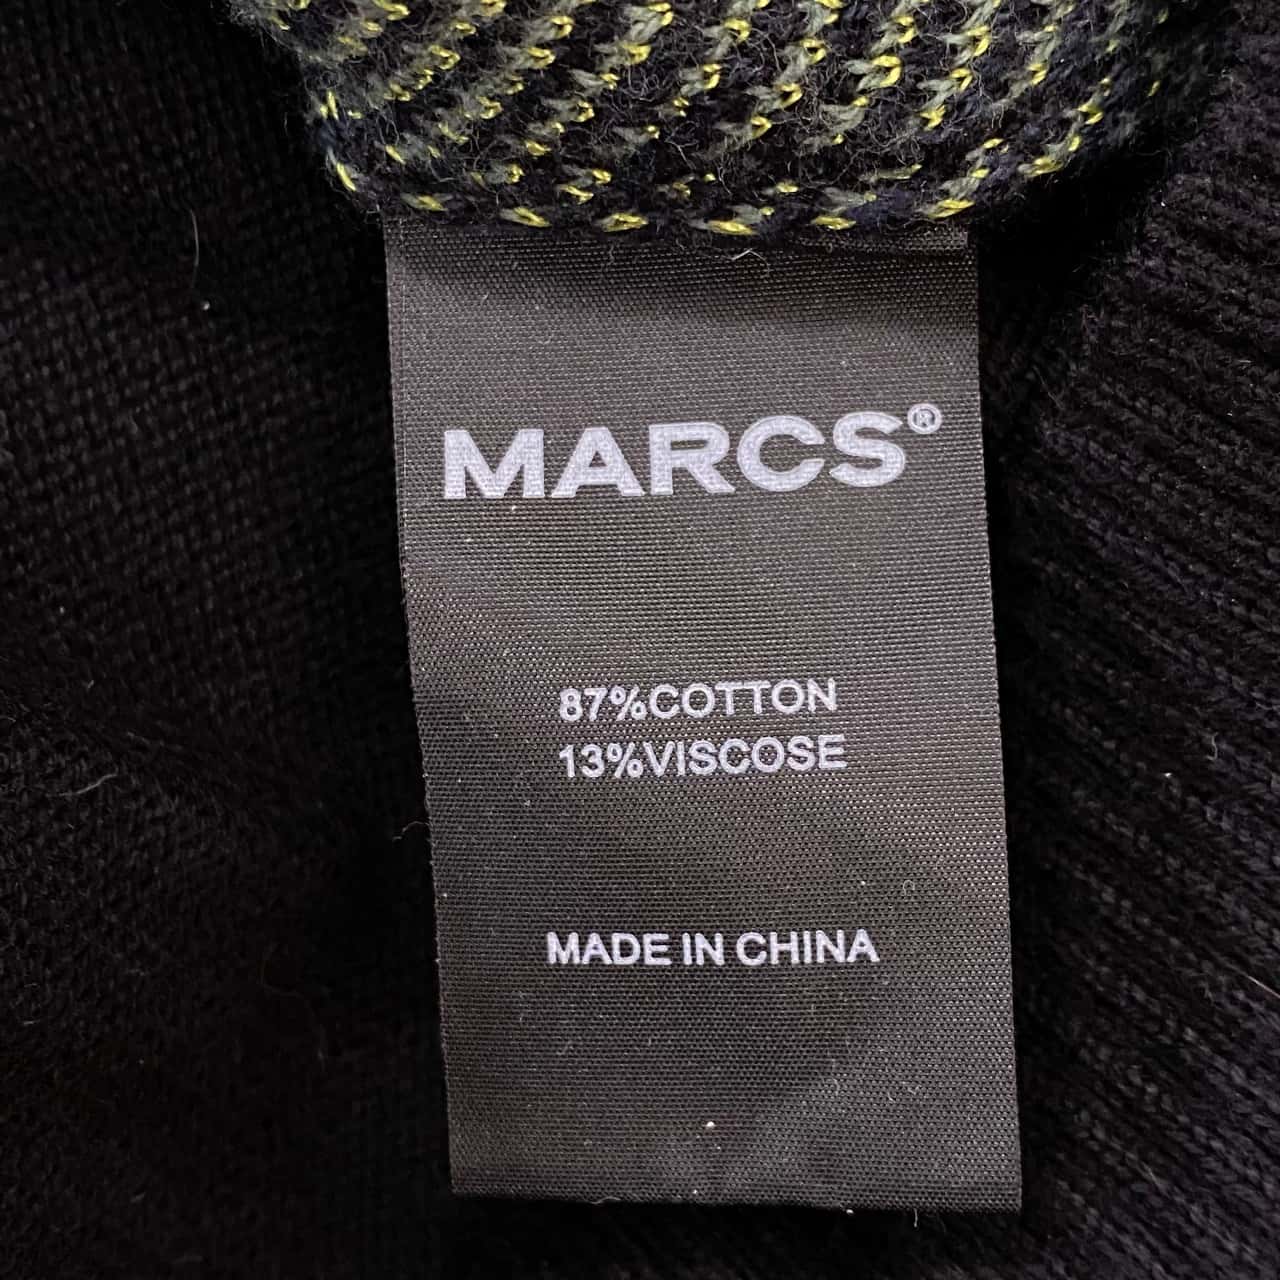 MARCS®
87%COTTON
13%VISCOSE
MADE IN CHINA